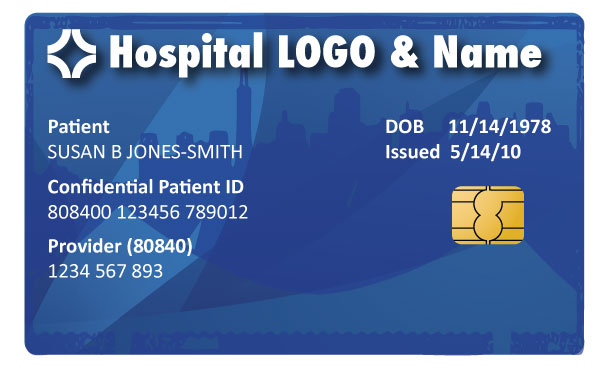 Hospital LOGO & Name
Patient
SUSAN B JONES-SMITH
DOB 11/14/1978
Issued 5/14/10
Confidential Patient ID
808400 123456 789012
Provider (80840)
1234 567 893